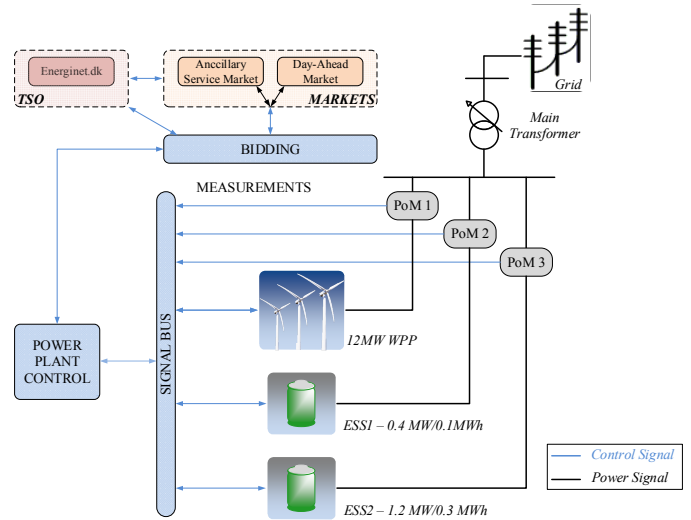 Energinet.dk
TSO
Anccillary
Service Market
Day-Ahead
Market
MARKETS
Grid
Main
Transformer
BIDDING
MEASUREMENTS
PoM 1
PoM 2
PoM 3
SIGNAL BUS
12MW WPP
POWER
PLANT
CONTROL
ESS1 – 0.4 MW/0.1MWh
ESS2 – 1.2 MW/0.3 MWh
Control Signal
Power Signal